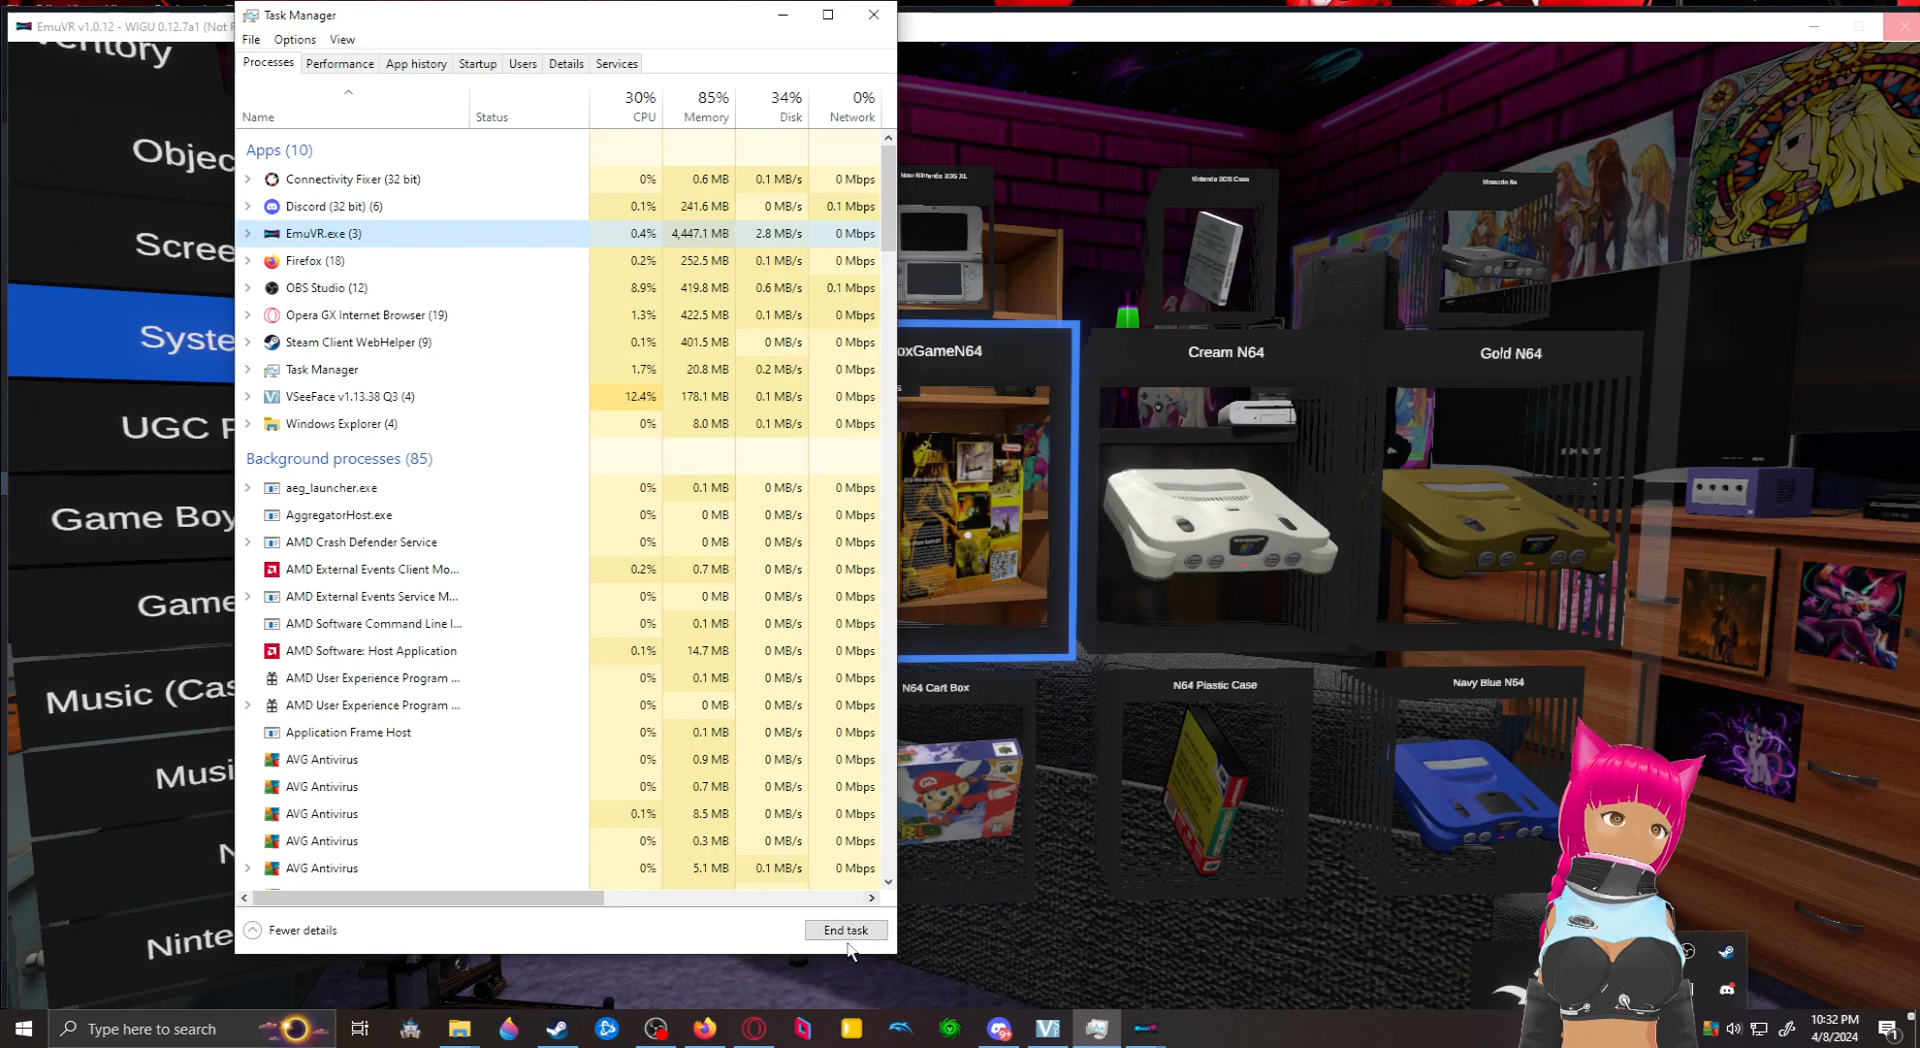 EmuVR v1.0.12 - WIGU 0.12.7a1 (Not R
Task Manager
File Options View
Processes Performance App history Startup Users Details Services
30% 85% 34% 0%
Name Status CPU Memory Disk Network
Apps (10)
Connectivity Fixer (32 bit) 0% 0.6 MB 0.1 MB/s 0 Mbps
Discord (32 bit) (6) 0.1% 241.6 MB 0 MB/s 0.1 Mbps
EmuVR.exe (3) 0.4% 4,447.1 MB 2.8 MB/s 0 Mbps
Firefox (18) 0.2% 252.5 MB 0.1 MB/s 0 Mbps
OBS Studio (12) 8.9% 419.8 MB 0.6 MB/s 0.1 Mbps
Opera GX Internet Browser (19) 1.3% 422.5 MB 0.1 MB/s 0 Mbps
Steam Client WebHelper (9) 0.1% 401.5 MB 0 MB/s 0 Mbps
Task Manager 1.7% 20.8 MB 0.2 MB/s 0 Mbps
VSeeFace v1.13.38 Q3 (4) 12.4% 178.1 MB 0.1 MB/s 0 Mbps
Windows Explorer (4) 0% 8.0 MB 0.1 MB/s 0 Mbps
Background processes (85)
aeg_launcher.exe 0% 0.1 MB 0 MB/s 0 Mbps
AggregatorHost.exe 0% 0 MB 0 MB/s 0 Mbps
AMD Crash Defender Service 0% 0 MB 0 MB/s 0 Mbps
AMD External Events Client Mo... 0.2% 0.7 MB 0 MB/s 0 Mbps
AMD External Events Service M... 0% 0 MB 0 MB/s 0 Mbps
AMD Software Command Line I... 0% 0.1 MB 0 MB/s 0 Mbps
AMD Software: Host Application 0.1% 14.7 MB 0 MB/s 0 Mbps
AMD User Experience Program ... 0% 0.1 MB 0 MB/s 0 Mbps
AMD User Experience Program ... 0% 0 MB 0 MB/s 0 Mbps
Application Frame Host 0% 0.1 MB 0 MB/s 0 Mbps
AVG Antivirus 0% 0.9 MB 0 MB/s 0 Mbps
AVG Antivirus 0% 0.7 MB 0 MB/s 0 Mbps
AVG Antivirus 0.1% 8.5 MB 0 MB/s 0 Mbps
AVG Antivirus 0% 0.3 MB 0 MB/s 0 Mbps
AVG Antivirus 0% 5.1 MB 0.1 MB/s 0 Mbps
Fewer details
End task
ventory
Objec
Scree
Syste
UGC F
Game Boy
Game
Music (Cas
Musi
N
Ninte
New Nintendo 3DS XL
Nintendo 3DS Case
oxGameN64
Cream N64
Gold N64
N64 Cart Box
N64 Plastic Case
Navy Blue N64
Type here to search
10:32 PM
4/8/2024